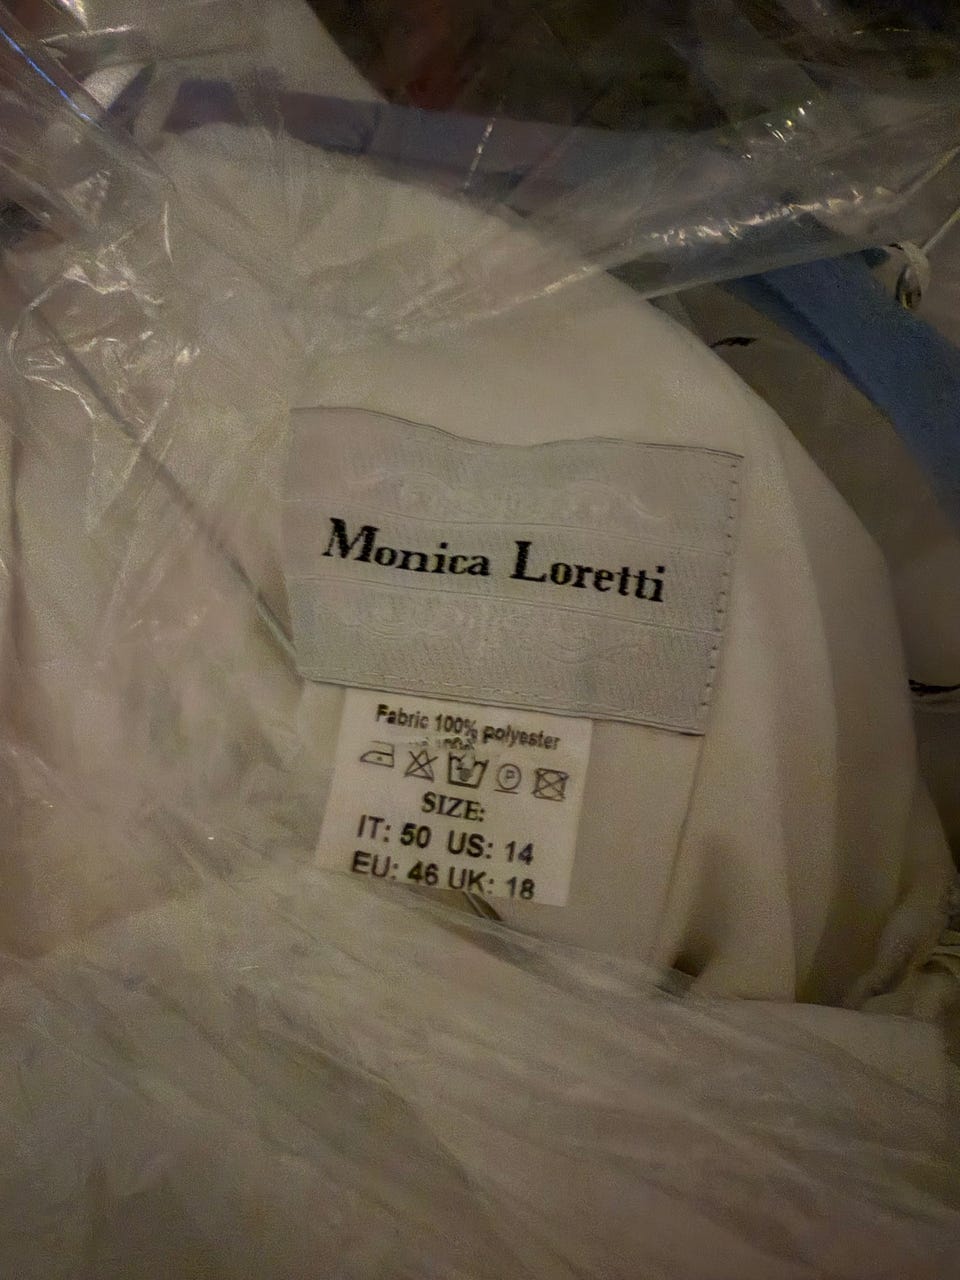 Monica Loretti
Fabric 100% polyester
P
SIZE:
IT: 50 US: 14
EU: 46 UK: 18